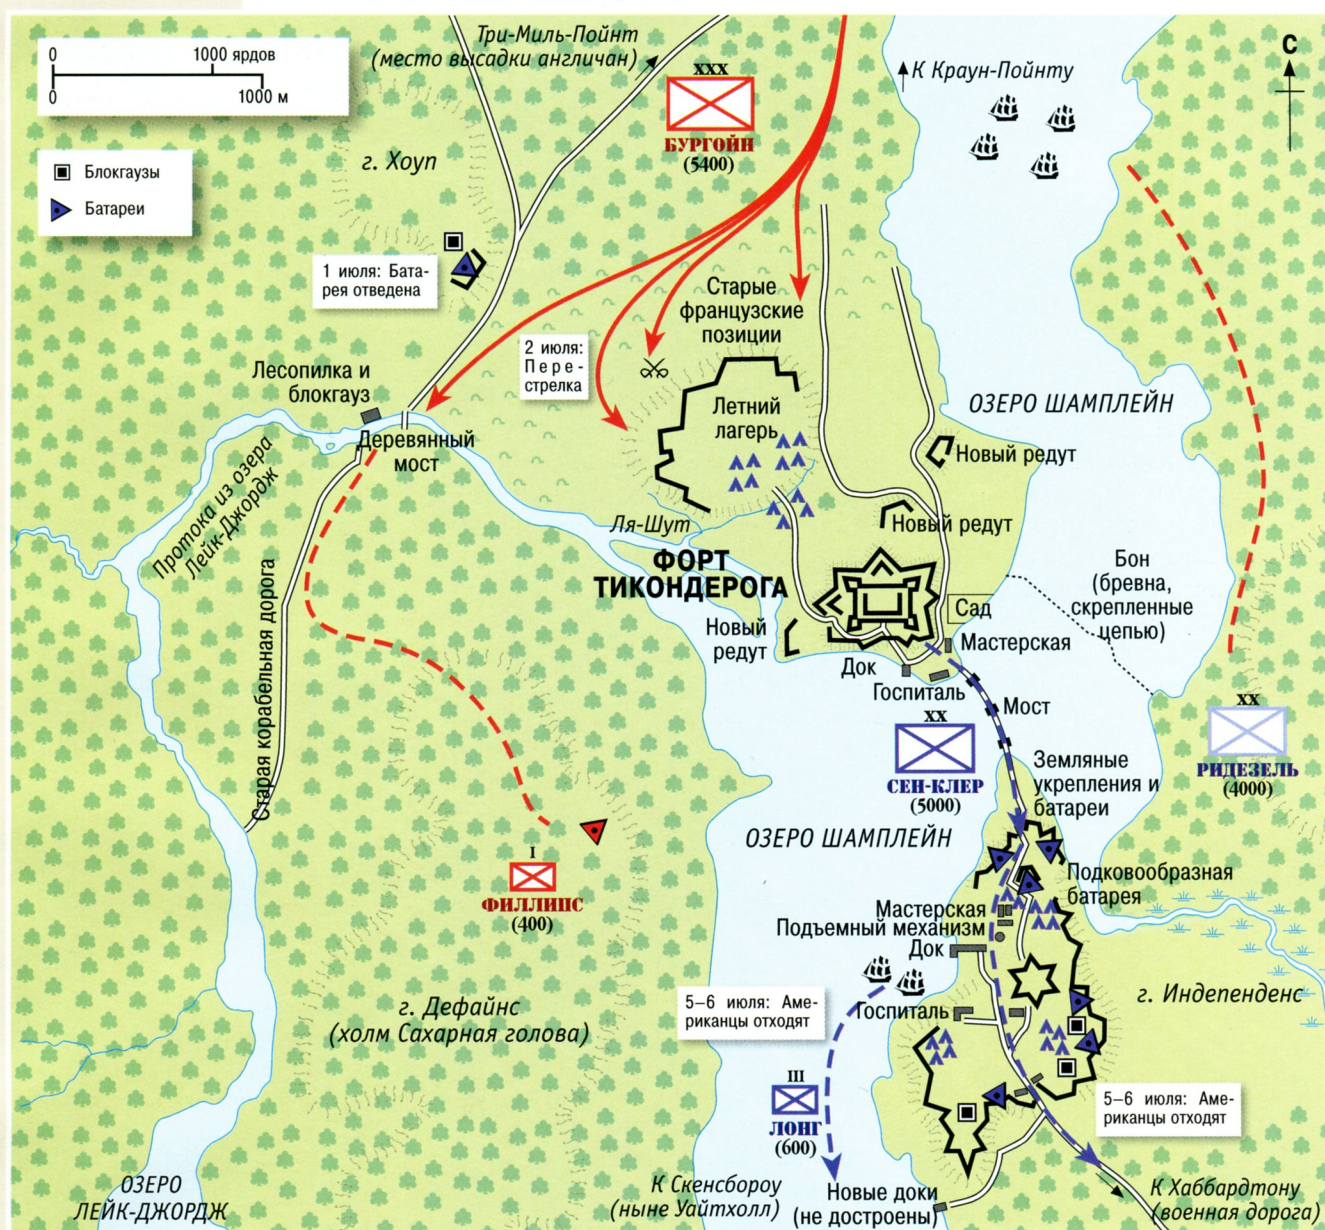 0 1000 ярдов
0 1000 м
Блокгаузы
Батареи
Три-Миль-Пойнт
(место высадки англичан)
XXX
БУРГОЙН
(5400)
К Краун-Пойнту
С
г. Хоуп
1 июля: Бата-
рея отведена
Старые
французские
позиции
2 июля:
Пере-
стрелка
Лесопилка и
блокгауз
Летний
лагерь
ОЗЕРО ШАМПЛЕЙН
Деревянный
мост
Новый редут
Протока из озера
Лейк-Джордж
Ля-Шут
Новый редут
ФОРТ
ТИКОНДЕРОГА
Бон
(бревна,
скрепленные
цепью)
Старая корабельная дорога
Сад
Новый
редут
Мастерская
Док
Госпиталь
Мост
XX
СЕН-КЛЕР
(5000)
XX
РИДЕЗЕЛЬ
(4000)
Земляные
укрепления и
батареи
ОЗЕРО ШАМПЛЕЙН
I
ФИЛЛИПС
(400)
Подковообразная
батарея
Мастерская
Подъемный механизм
Док
г. Дефайнс
(холм Сахарная голова)
5–6 июля: Аме-
риканцы отходят
Госпиталь
г. Индепенденс
III
ЛОНГ
(600)
5–6 июля: Аме-
риканцы отходят
ОЗЕРО
ЛЕЙК-ДЖОРДЖ
К Скенсбороу
(ныне Уайтхолл)
Новые доки
(не достроены)
К Хаббардтону
(военная дорога)